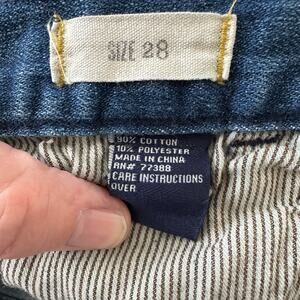 SIZE 28
90% COTTON
10% POLYESTER
MADE IN CHINA
RN# 77388
CARE INSTRUCTIONS
OVER